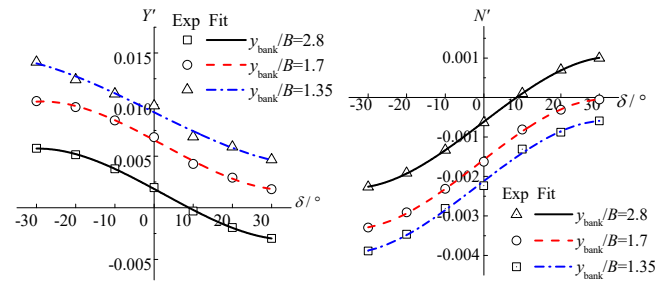 Y′
Exp Fit
y_bank/B=2.8
y_bank/B=1.7
y_bank/B=1.35
0.015
0.010
0.005
-0.005
-30 -20 -10 0 10 20 30
δ/ °
N′
0.001
-0.001
-0.002
-0.003
-0.004
-30 -20 -10 0 10 20 30
δ/ °
Exp Fit
y_bank/B=2.8
y_bank/B=1.7
y_bank/B=1.35